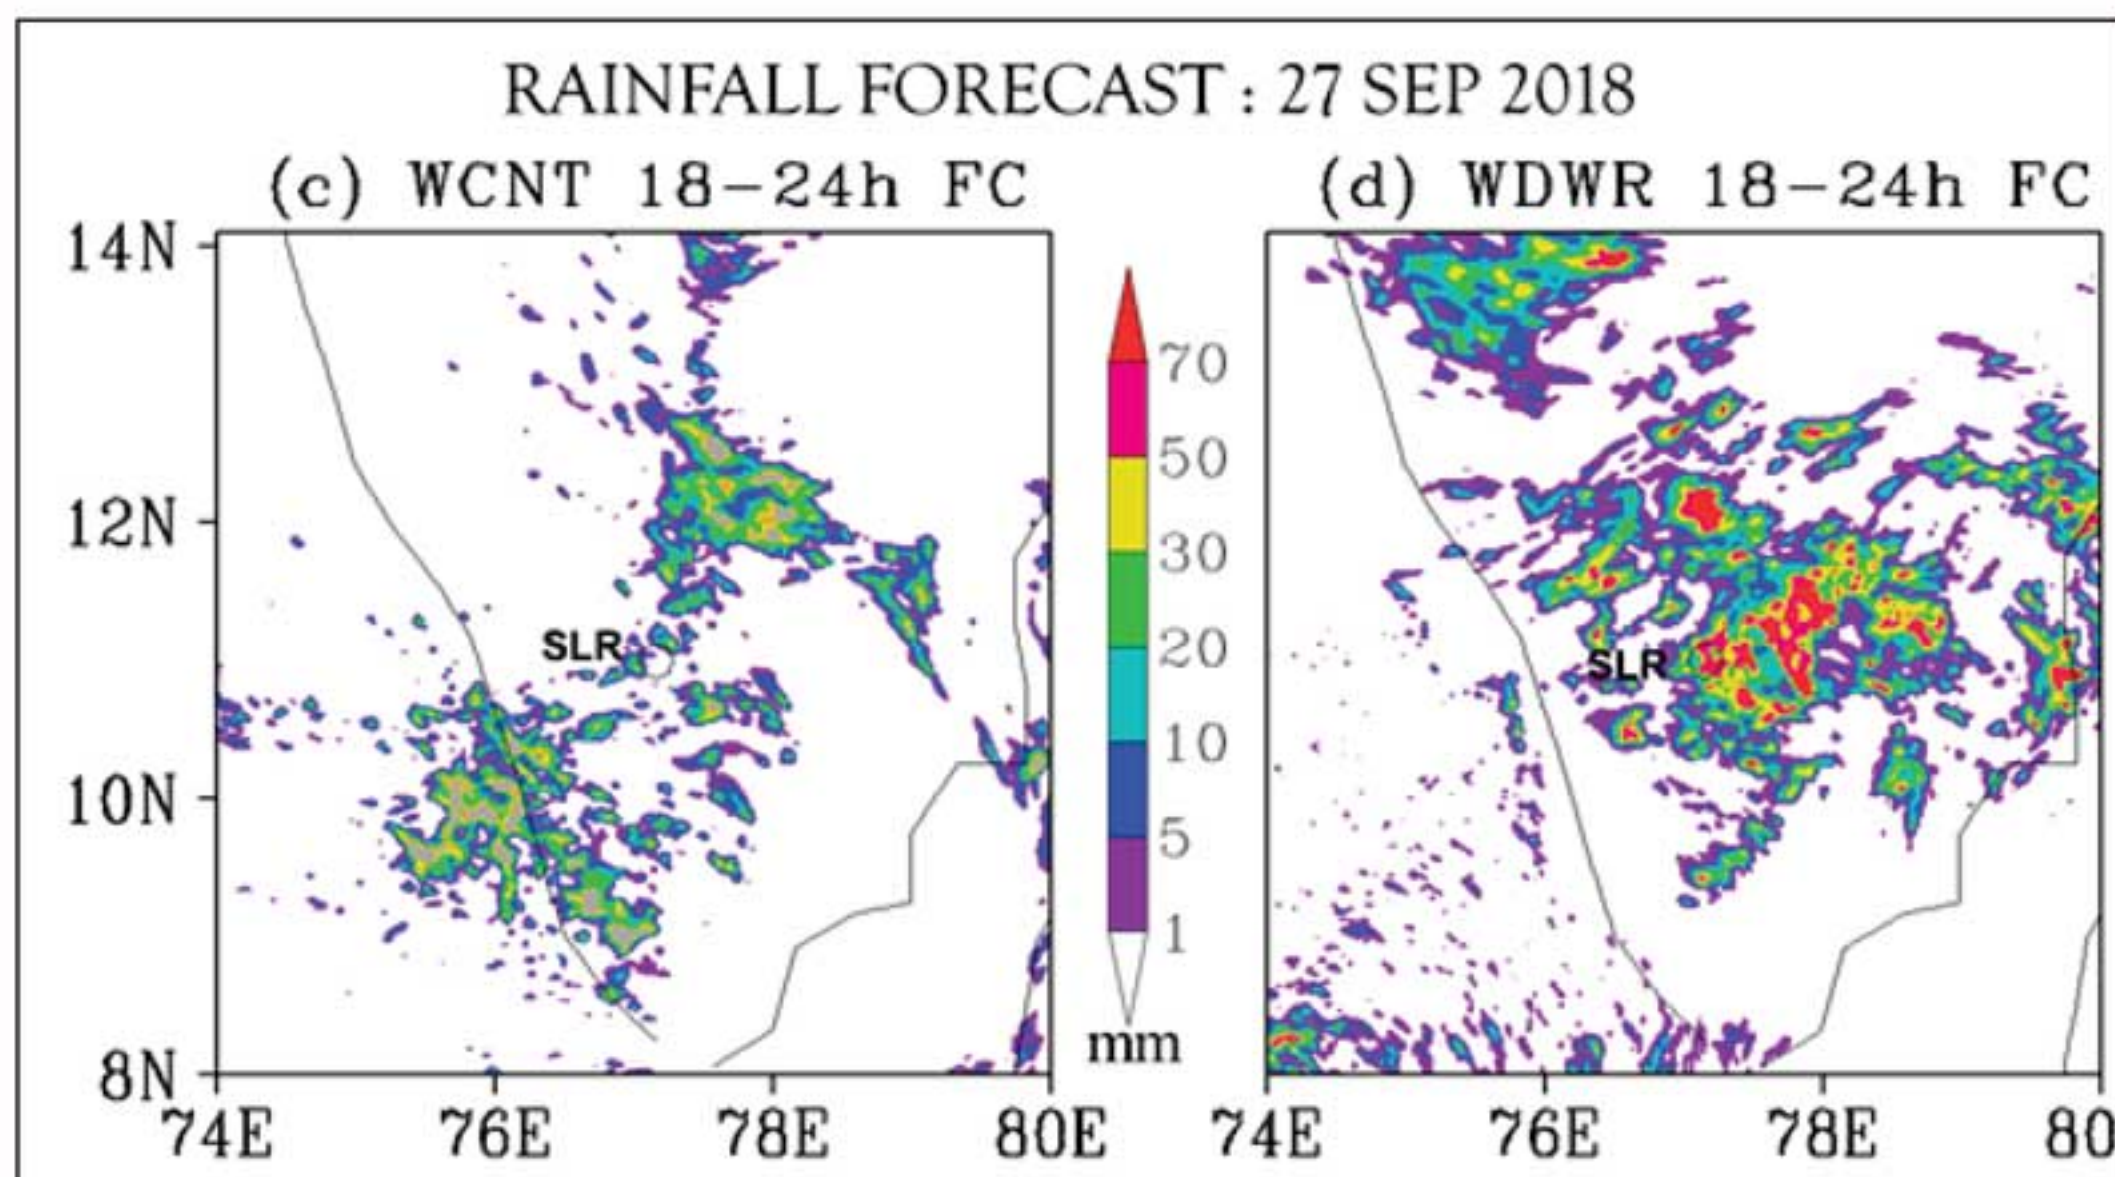 RAINFALL FORECAST : 27 SEP 2018
(c) WCNT 18-24h FC
(d) WDWR 18-24h FC
14N
12N
10N
8N
74E 76E 78E 80E
SLR
70
50
30
20
10
5
1
mm
SLR
74E 76E 78E 80